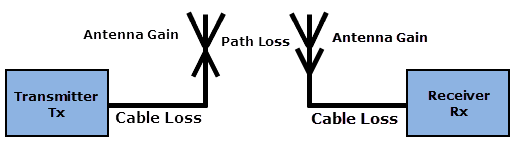 Antenna Gain
Path Loss
Antenna Gain
Transmitter
Tx
Cable Loss
Cable Loss
Receiver
Rx